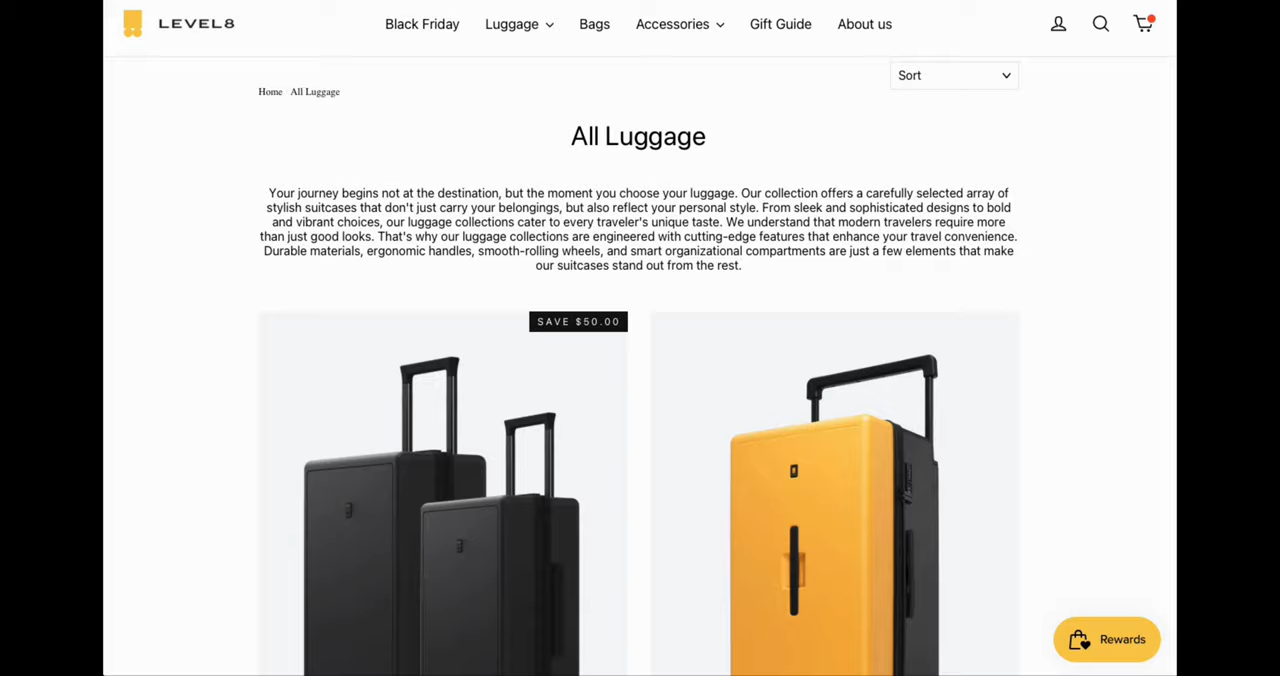 LEVEL8
Black Friday
Luggage
Bags
Accessories
Gift Guide
About us
Sort
Home All Luggage
All Luggage
Your journey begins not at the destination, but the moment you choose your luggage. Our collection offers a carefully selected array of
stylish suitcases that don't just carry your belongings, but also reflect your personal style. From sleek and sophisticated designs to bold
and vibrant choices, our luggage collections cater to every traveler's unique taste. We understand that modern travelers require more
than just good looks. That's why our luggage collections are engineered with cutting-edge features that enhance your travel convenience.
Durable materials, ergonomic handles, smooth-rolling wheels, and smart organizational compartments are just a few elements that make
our suitcases stand out from the rest.
SAVE $50.00
Rewards